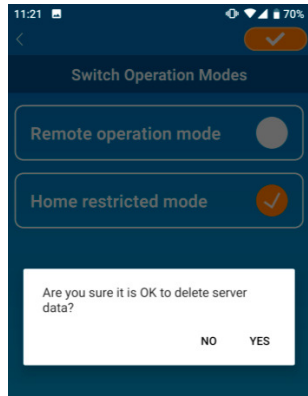 11:21 70%
Switch Operation Modes
Remote operation mode
Home restricted mode
Are you sure it is OK to delete server
data?
NO YES